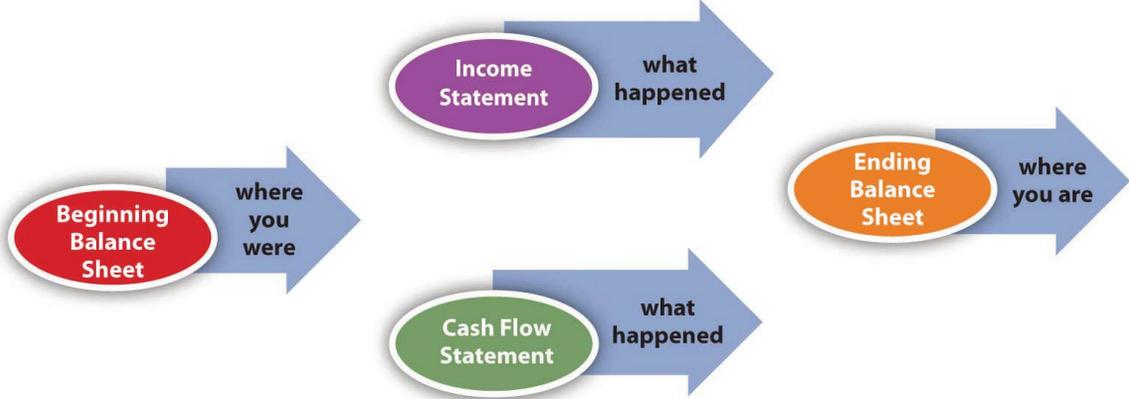 Income
Statement
what
happened
Beginning
Balance
Sheet
where
you
were
Ending
Balance
Sheet
where
you are
Cash Flow
Statement
what
happened